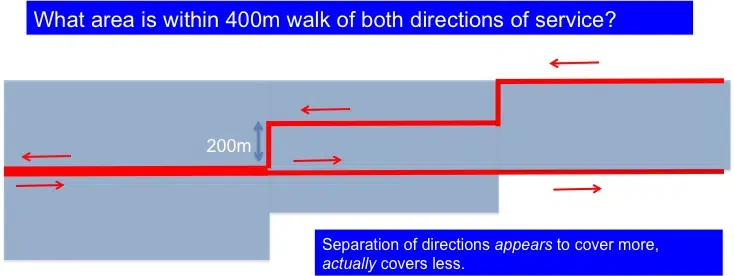 What area is within 400m walk of both directions of service?
200m
Separation of directions appears to cover more,
actually covers less.